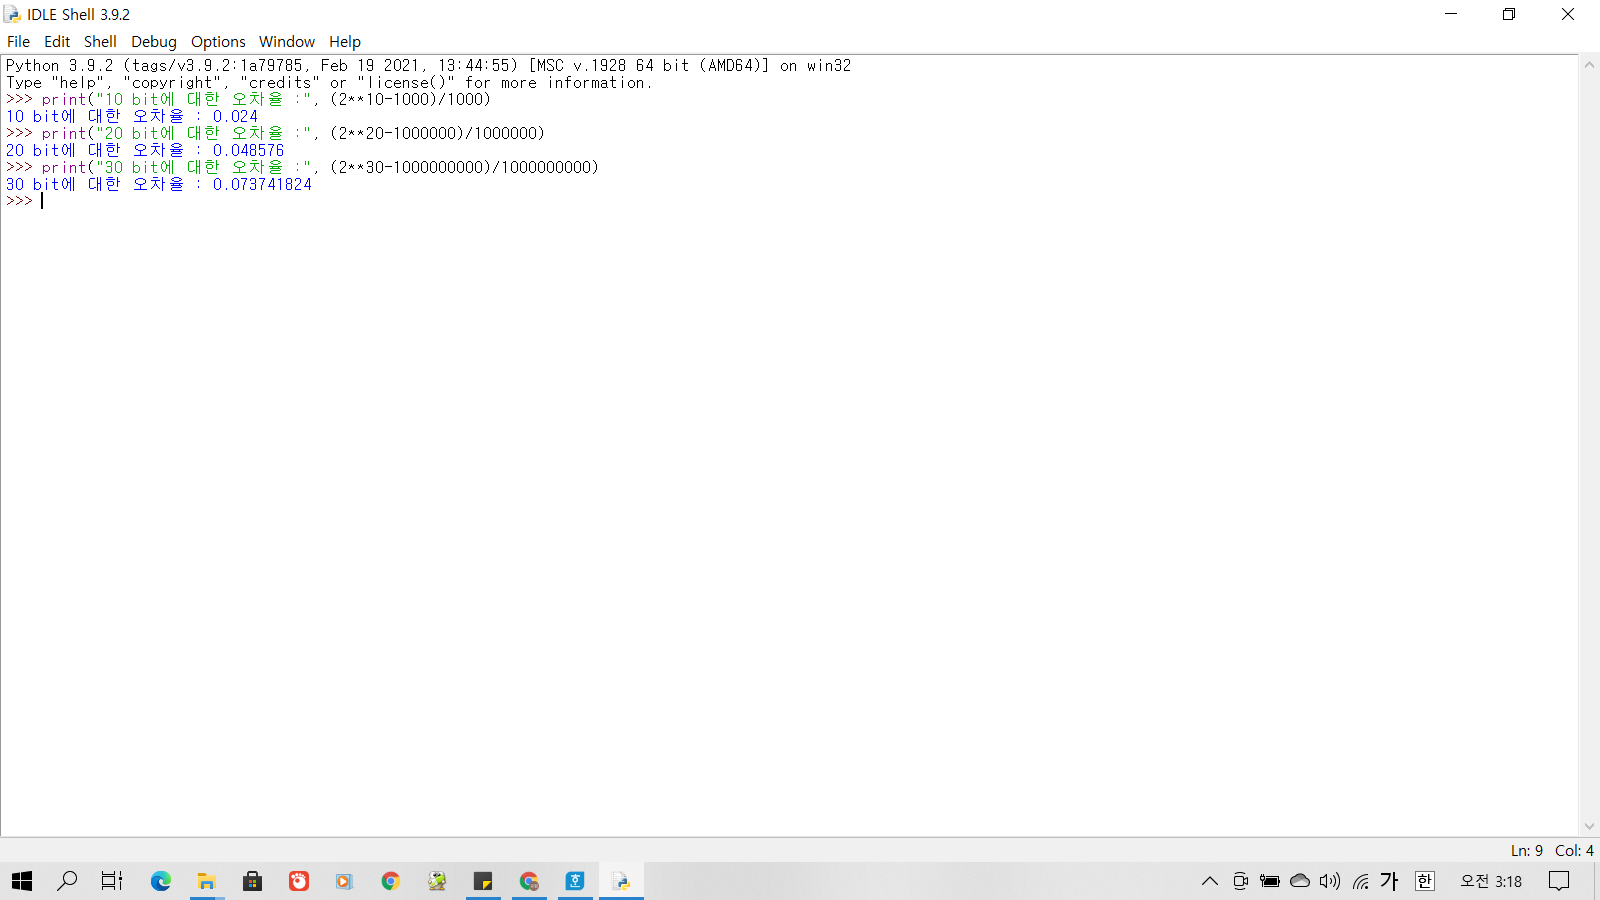 IDLE Shell 3.9.2
File Edit Shell Debug Options Window Help
Python 3.9.2 (tags/v3.9.2:1a79785, Feb 19 2021, 13:44:55) [MSC v.1928 64 bit (AMD64)] on win32
Type "help", "copyright", "credits" or "license()" for more information.
>>> print("10 bit에 대한 오차율 :", (2**10-1000)/1000)
10 bit에 대한 오차율 : 0.024
>>> print("20 bit에 대한 오차율 :", (2**20-1000000)/1000000)
20 bit에 대한 오차율 : 0.048576
>>> print("30 bit에 대한 오차율 :", (2**30-1000000000)/1000000000)
30 bit에 대한 오차율 : 0.073741824
>>>
Ln: 9 Col: 4
가 한 오전 3:18